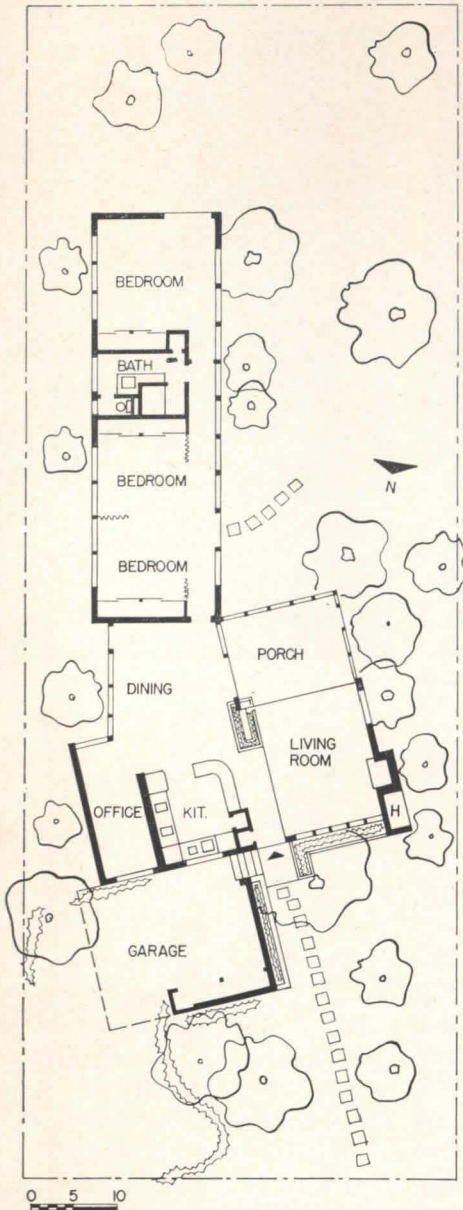 BEDROOM
BATH
BEDROOM
N
BEDROOM
PORCH
DINING
LIVING
ROOM
OFFICE
KIT.
H
GARAGE
0 5 10